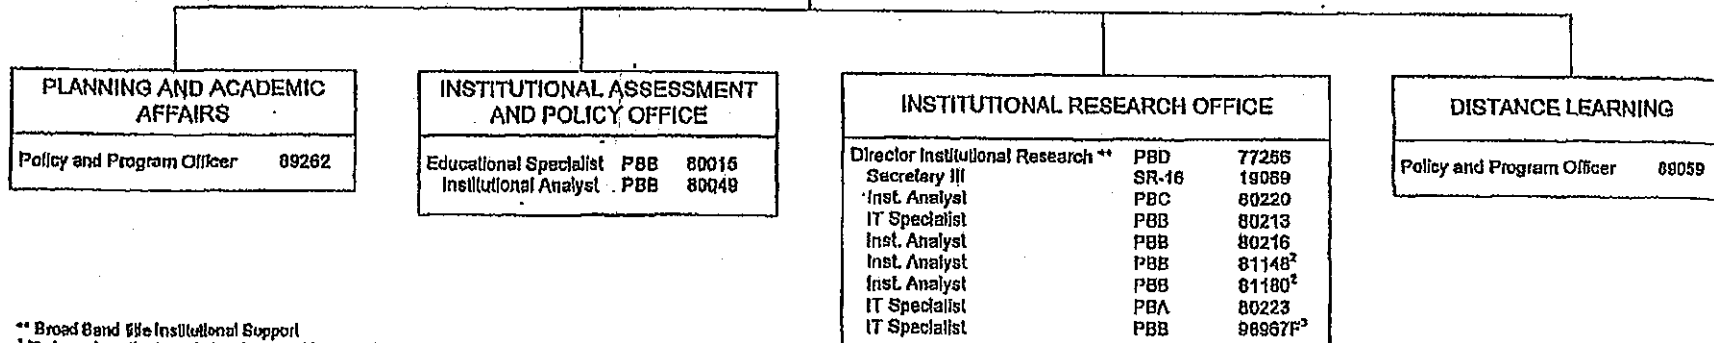 PLANNING AND ACADEMIC
AFFAIRS
Policy and Program Officer 89262
INSTITUTIONAL ASSESSMENT
AND POLICY OFFICE
Educational Specialist PBB 80015
Institutional Analyst PBB 80049
INSTITUTIONAL RESEARCH OFFICE
Director Institutional Research ** PBD 77256
Secretary III SR-16 19089
Inst. Analyst PBC 80220
IT Specialist PBB 80213
Inst. Analyst PBB 80216
Inst. Analyst PBB 81148²
Inst. Analyst PBB 81180²
IT Specialist PBA 80223
IT Specialist PBB 98967F³
DISTANCE LEARNING
Policy and Program Officer 89059
** Broad Band Institutional Support